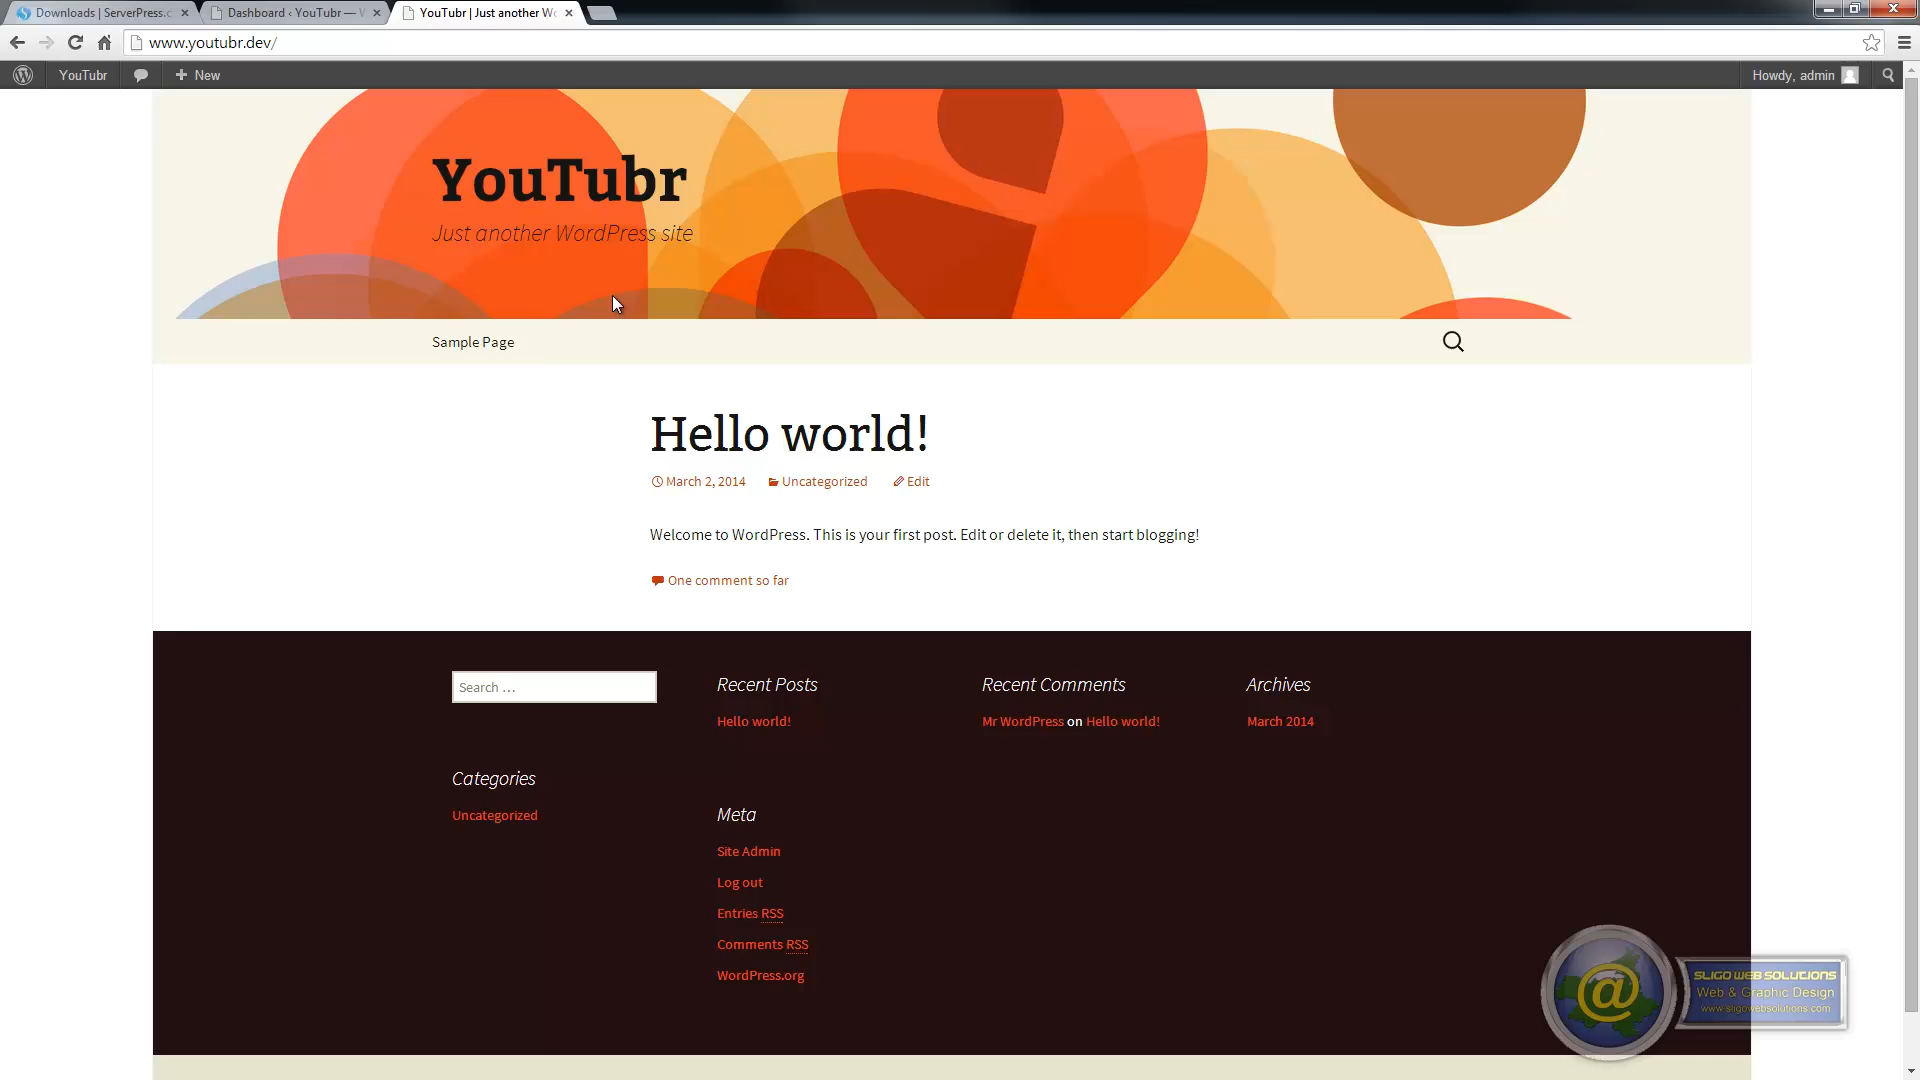 Downloads | ServerPress.c
Dashboard ‹ YouTubr — W
YouTubr | Just another Wo
www.youtubr.dev/
YouTubr
New
Howdy, admin
YouTubr
Just another WordPress site
Sample Page
Hello world!
March 2, 2014 Uncategorized Edit
Welcome to WordPress. This is your first post. Edit or delete it, then start blogging!
One comment so far
Search …
Recent Posts
Hello world!
Recent Comments
Mr WordPress on Hello world!
Archives
March 2014
Categories
Uncategorized
Meta
Site Admin
Log out
Entries RSS
Comments RSS
WordPress.org
@
SLIGO WEB SOLUTIONS
Web & Graphic Design
www.sligowebsolutions.com